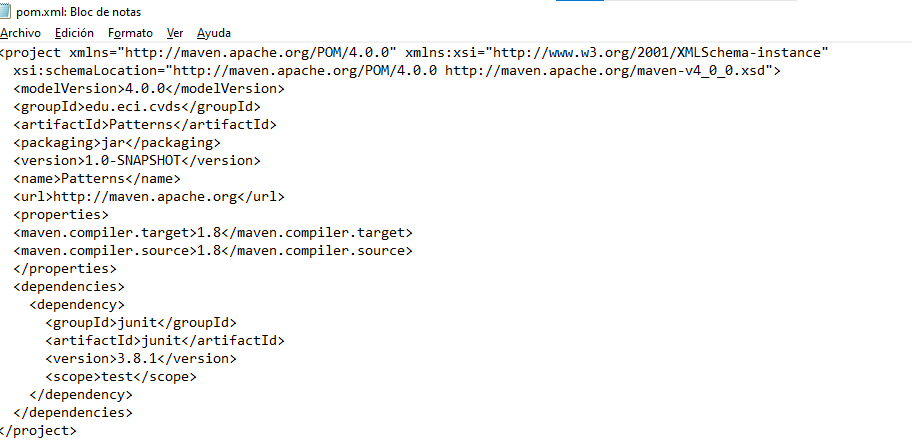 pom.xml: Bloc de notas
Archivo Edición Formato Ver Ayuda
<project xmlns="http://maven.apache.org/POM/4.0.0" xmlns:xsi="http://www.w3.org/2001/XMLSchema-instance"
  xsi:schemaLocation="http://maven.apache.org/POM/4.0.0 http://maven.apache.org/maven-v4_0_0.xsd">
  <modelVersion>4.0.0</modelVersion>
  <groupId>edu.eci.cvds</groupId>
  <artifactId>Patterns</artifactId>
  <packaging>jar</packaging>
  <version>1.0-SNAPSHOT</version>
  <name>Patterns</name>
  <url>http://maven.apache.org</url>
  <properties>
  <maven.compiler.target>1.8</maven.compiler.target>
  <maven.compiler.source>1.8</maven.compiler.source>
  </properties>
  <dependencies>
    <dependency>
      <groupId>junit</groupId>
      <artifactId>junit</artifactId>
      <version>3.8.1</version>
      <scope>test</scope>
    </dependency>
  </dependencies>
</project>